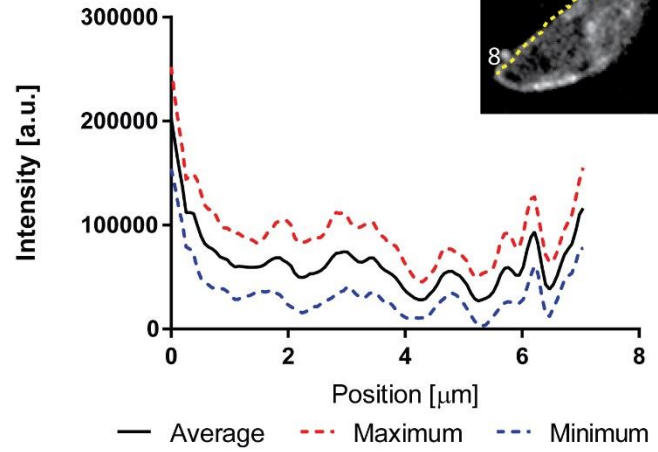 300000
8
200000
Intensity [a.u.]
100000
0
0 2 4 6 8
Position [μm]
Average Maximum Minimum